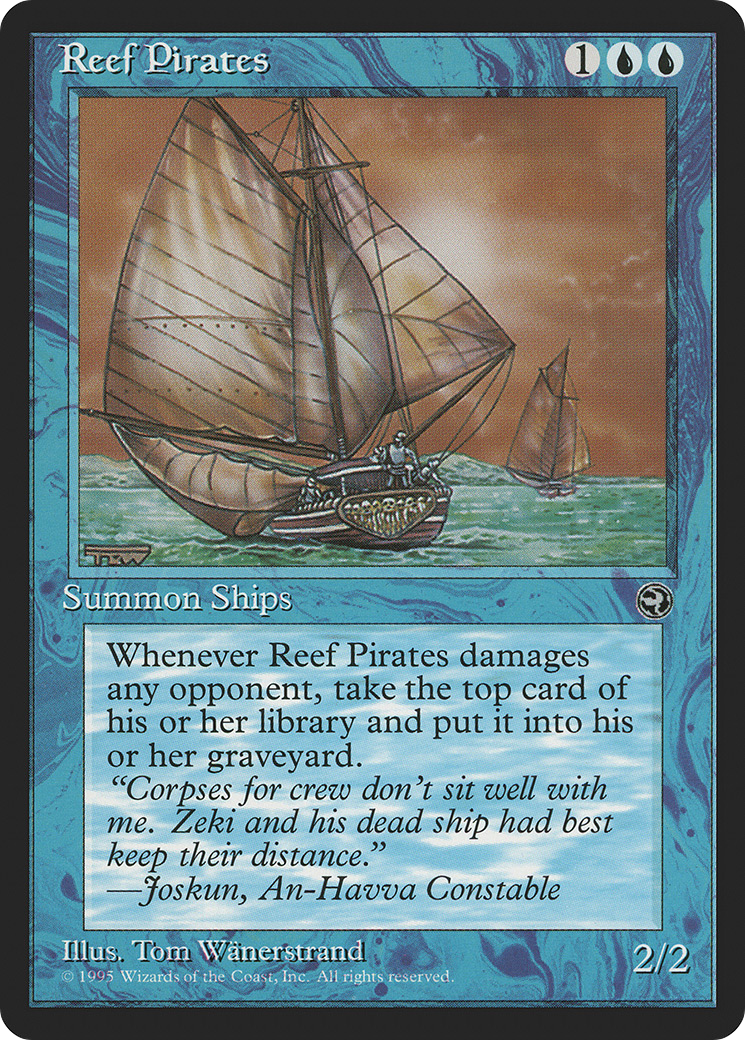 Reef Pirates
1
TEW
Summon Ships
Whenever Reef Pirates damages
any opponent, take the top card of
his or her library and put it into his
or her graveyard.
“Corpses for crew don’t sit well with
me. Zeki and his dead ship had best
keep their distance.”
—Joskun, An-Havva Constable
Illus. Tom Wänerstrand
2/2
© 1995 Wizards of the Coast, Inc. All rights reserved.